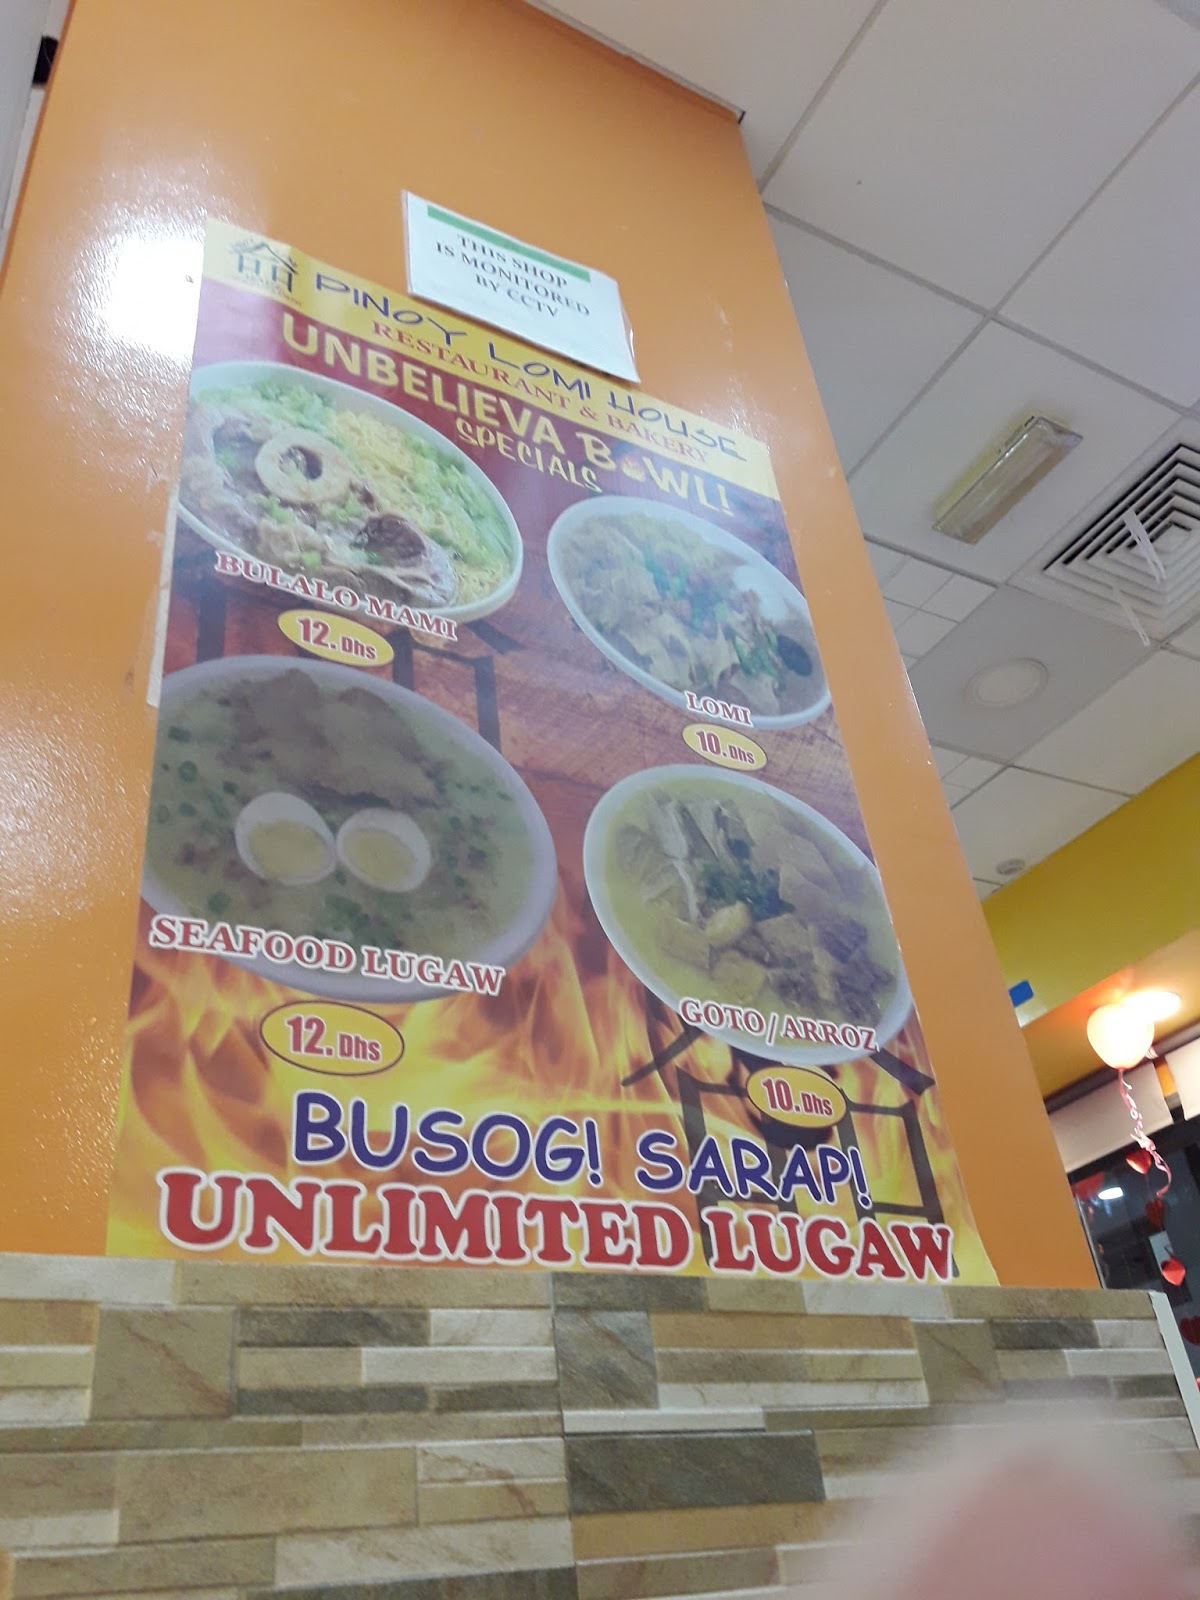 THIS SHOP
IS MONITORED
BY CCTV
HH
PINOY LOMI HOUSE
RESTAURANT & BAKERY
UNBELIEVA BOWL!
SPECIALS
BULALO MAMI
12.Dhs
LOMI
10.Dhs
SEAFOOD LUGAW
12.Dhs
GOTO/ARROZ
10.Dhs
BUSOG! SARAP!
UNLIMITED LUGAW